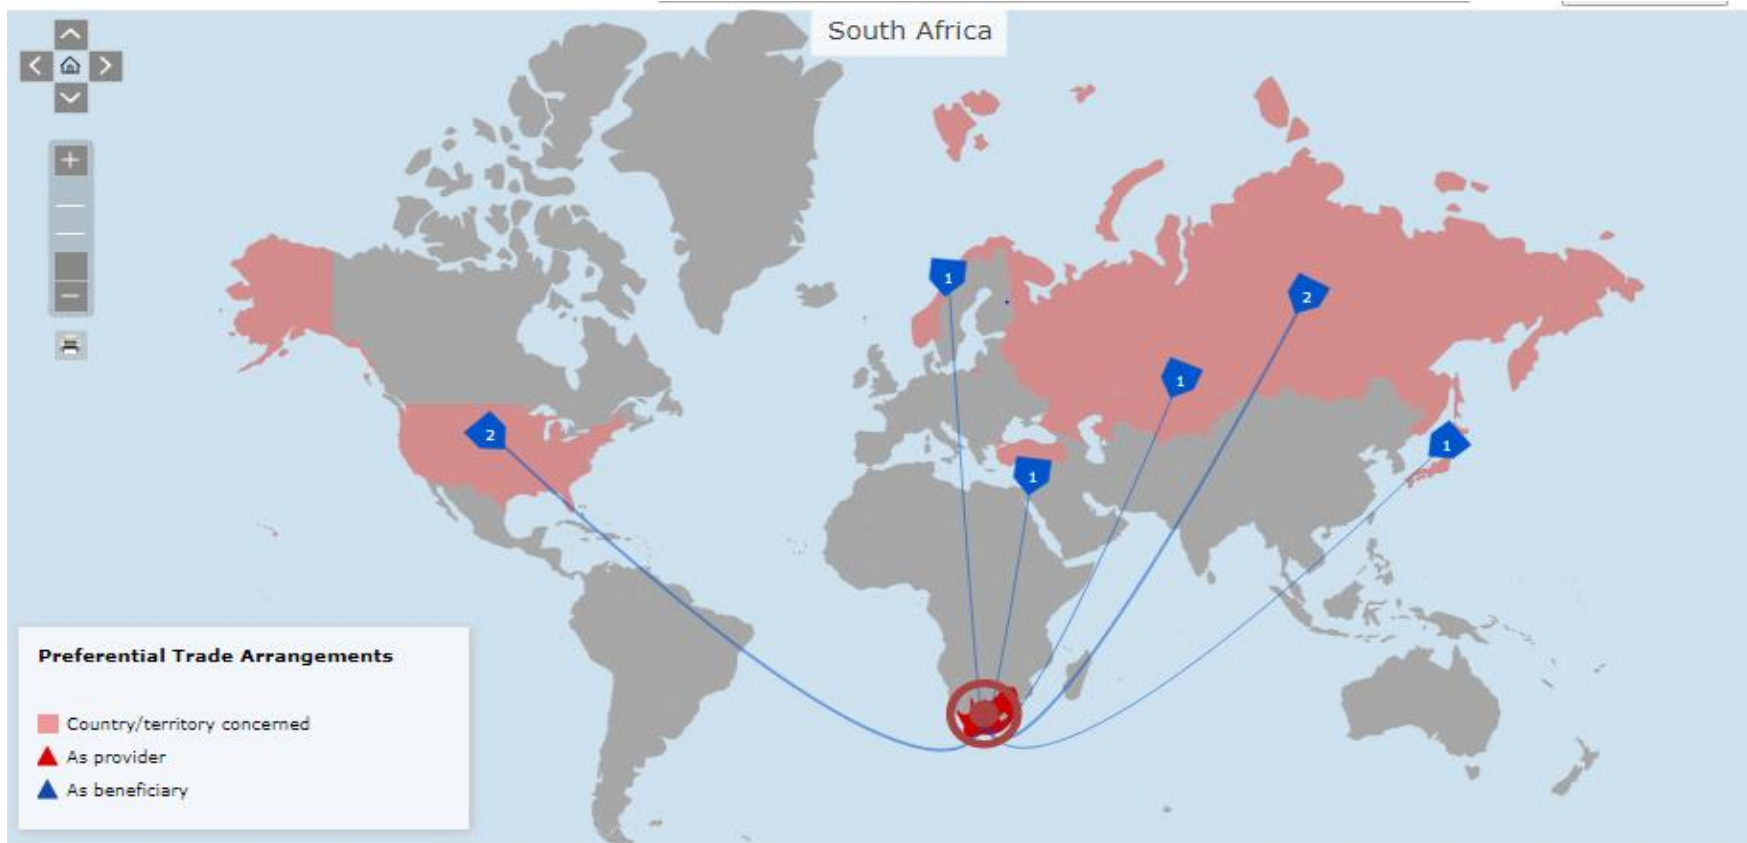 South Africa
1
2
1
2
1
1
Preferential Trade Arrangements
Country/territory concerned
As provider
As beneficiary